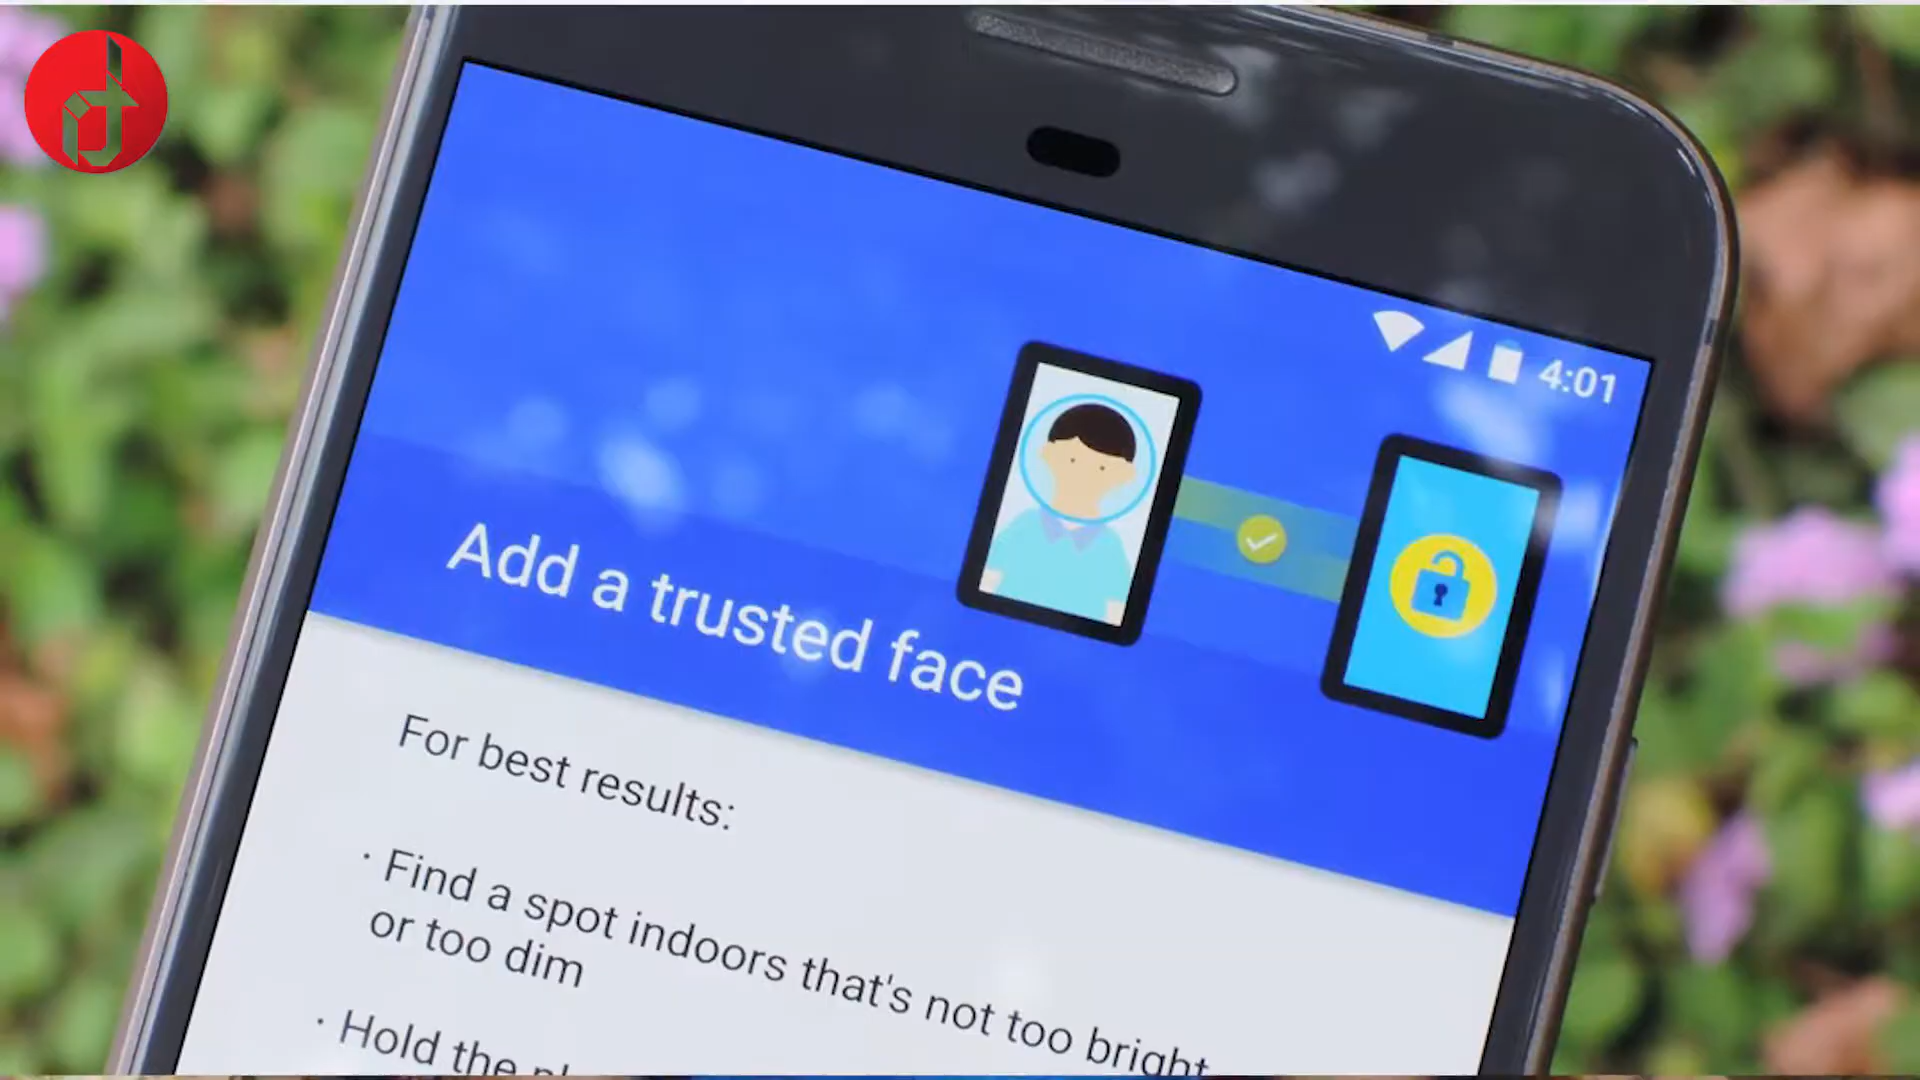 4:01
Add a trusted face
For best results:
· Find a spot indoors that's not too bright
or too dim
· Hold the